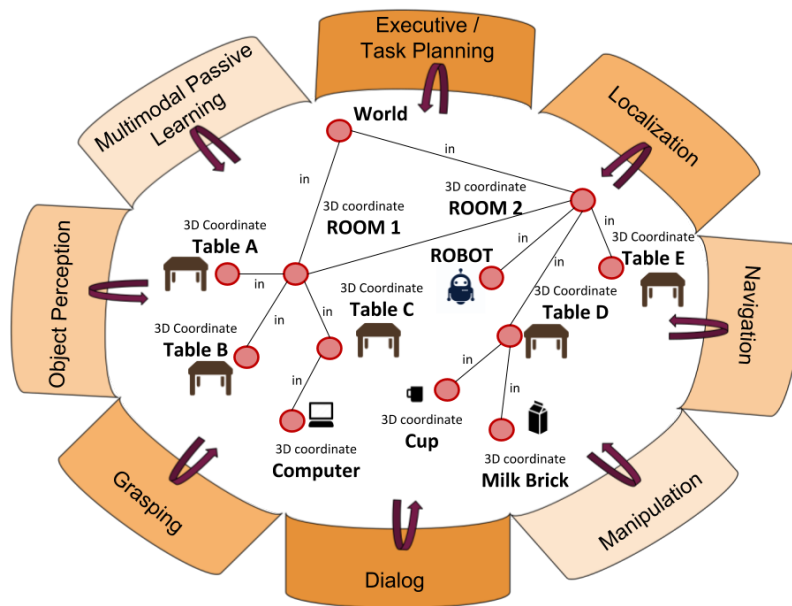 Executive /
Task Planning
Multimodal Passive
Learning
Localization
World
in
in
3D coordinate
ROOM 1
3D coordinate
ROOM 2
3D Coordinate
Table A
in
in
in
ROBOT
in
in
in
3D Coordinate
Table E
Object Perception
Navigation
3D Coordinate
Table B
3D Coordinate
Table C
3D Coordinate
Table D
in
in
in
3D coordinate
Cup
3D coordinate
Computer
3D coordinate
Milk Brick
Grasping
Manipulation
Dialog